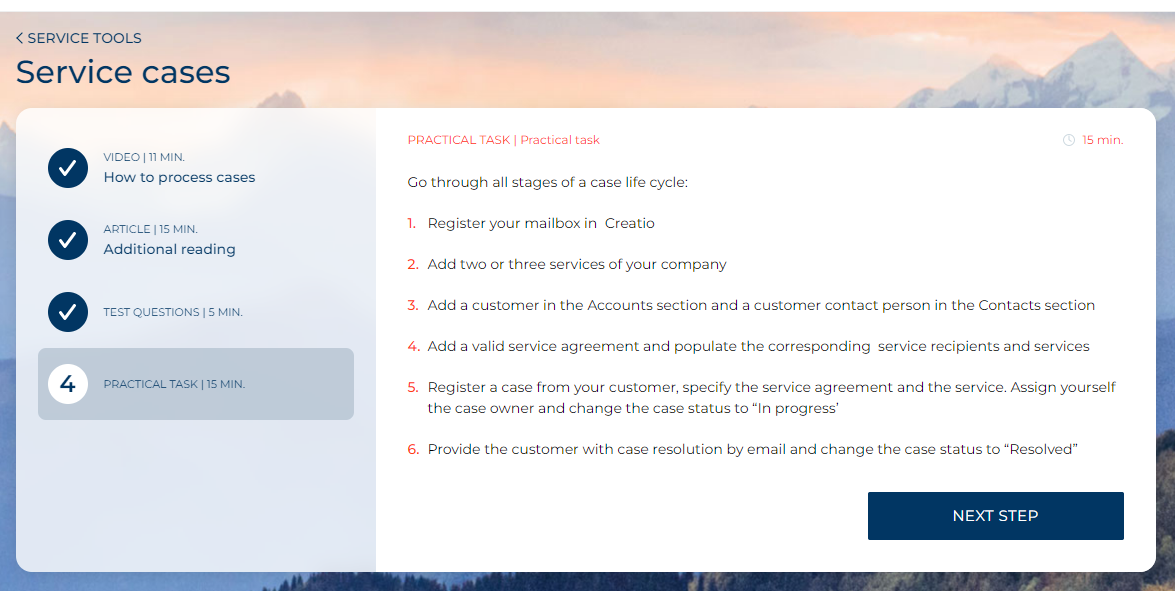 < SERVICE TOOLS
Service cases
VIDEO | 11 MIN.
How to process cases
ARTICLE | 15 MIN.
Additional reading
TEST QUESTIONS | 5 MIN.
4
PRACTICAL TASK | 15 MIN.
PRACTICAL TASK | Practical task
15 min.
Go through all stages of a case life cycle:
1. Register your mailbox in  Creatio
2. Add two or three services of your company
3. Add a customer in the Accounts section and a customer contact person in the Contacts section
4. Add a valid service agreement and populate the corresponding  service recipients and services
5. Register a case from your customer, specify the service agreement and the service. Assign yourself
the case owner and change the case status to “In progress’
6. Provide the customer with case resolution by email and change the case status to “Resolved”
NEXT STEP